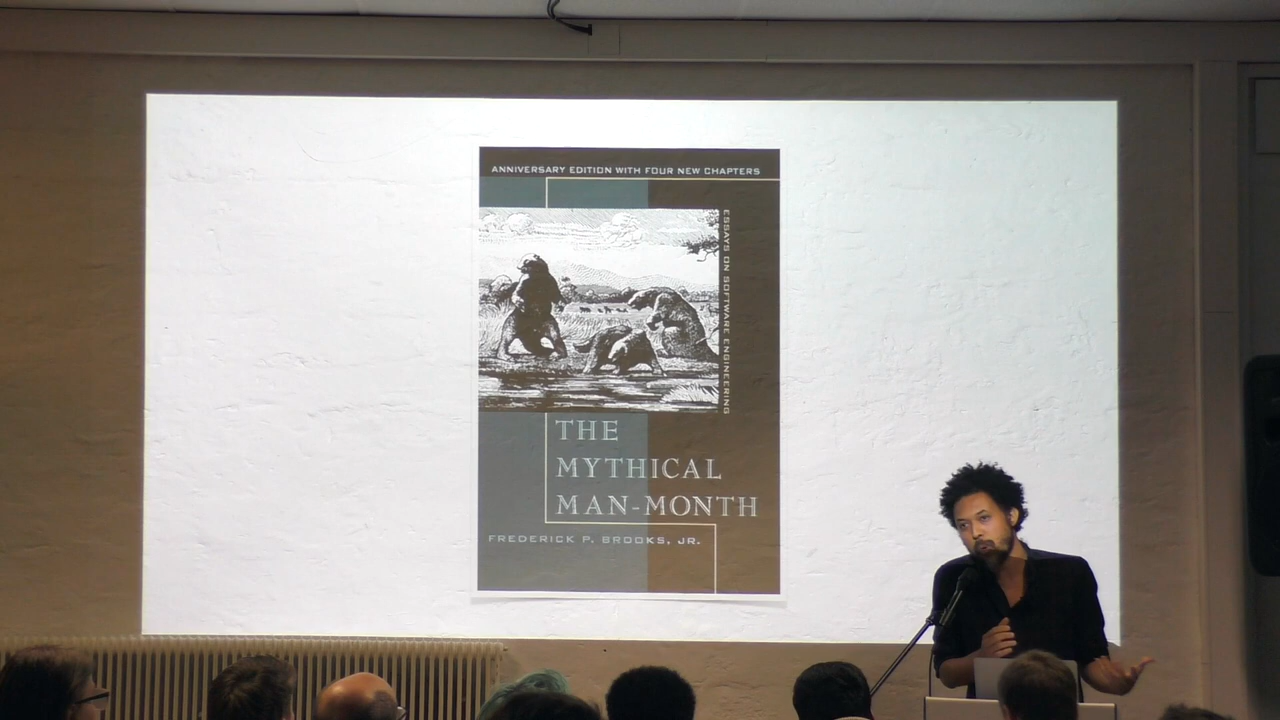 ANNIVERSARY EDITION WITH FOUR NEW CHAPTERS
ESSAYS ON SOFTWARE ENGINEERING
THE
MYTHICAL
MAN-MONTH
FREDERICK P. BROOKS, JR.